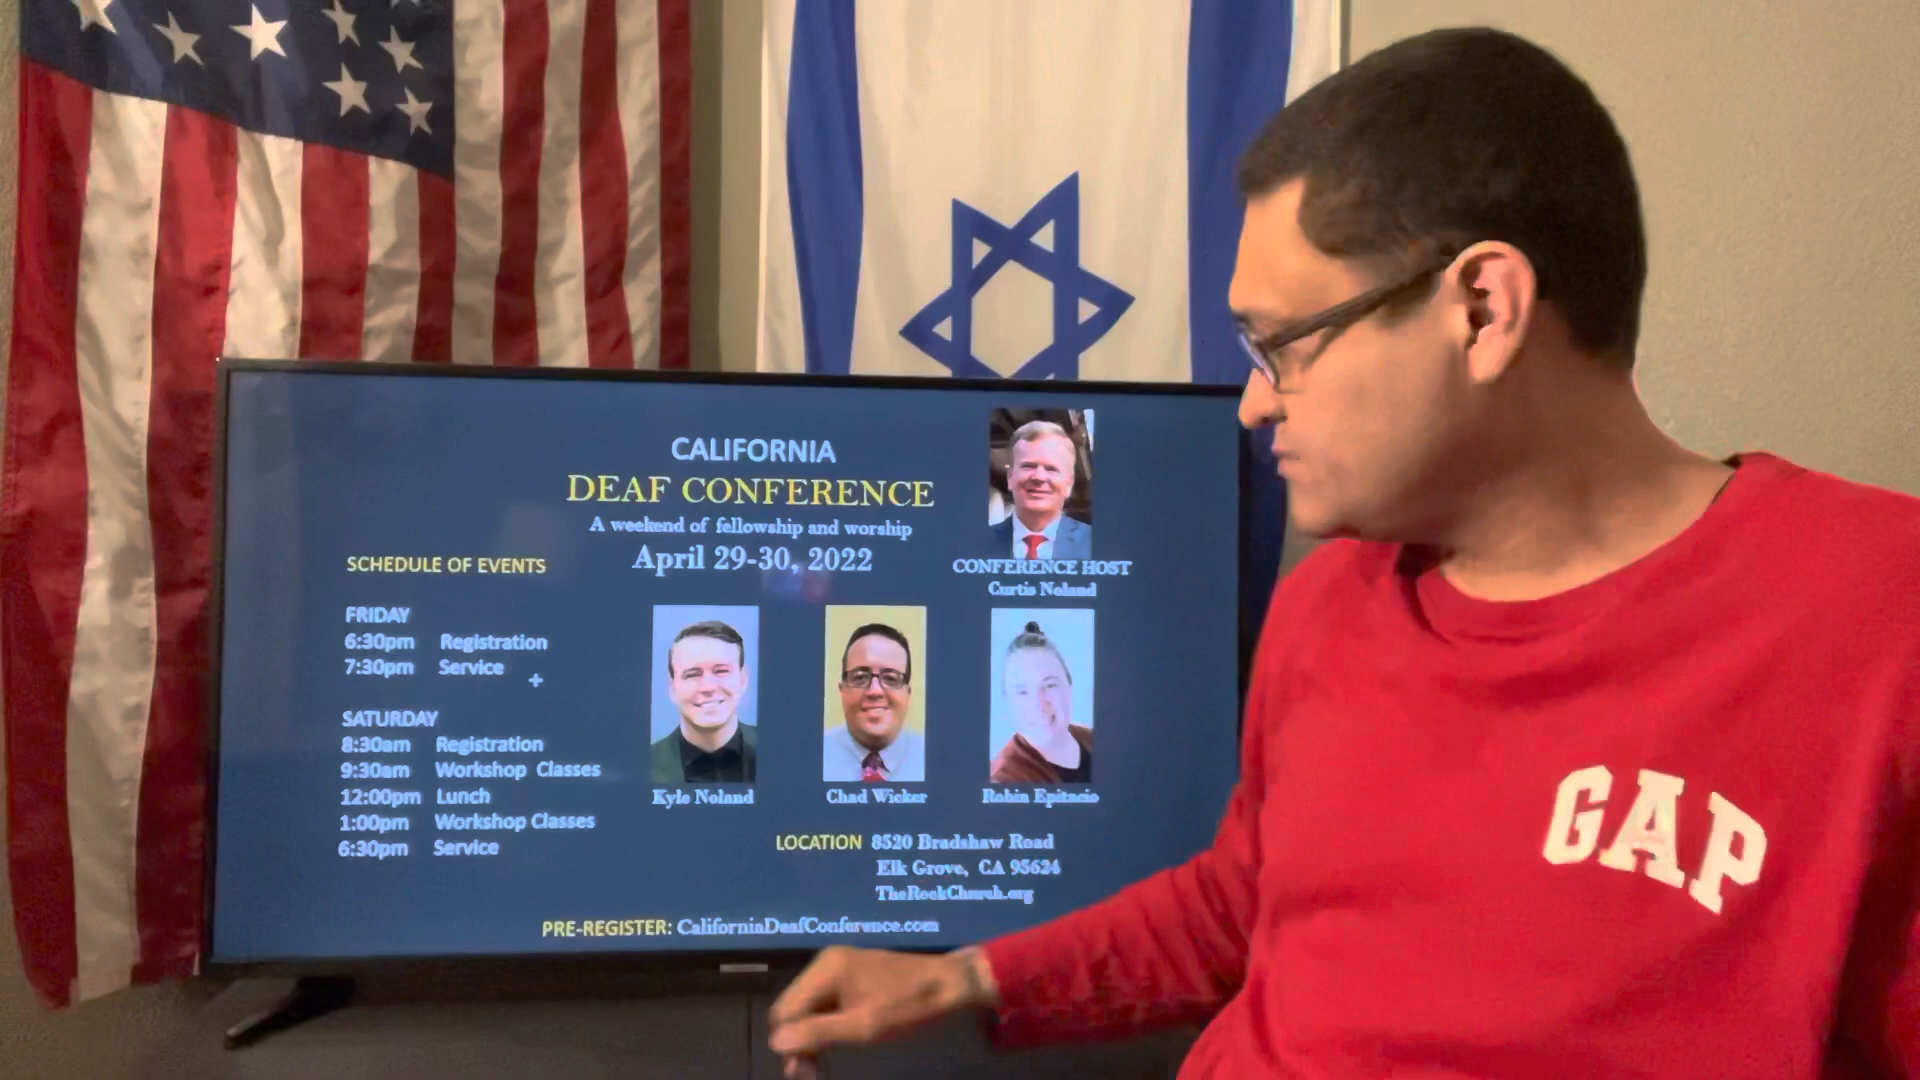 CALIFORNIA
DEAF CONFERENCE
A weekend of fellowship and worship
April 29-30, 2022
CONFERENCE HOST
Curtis Noland
SCHEDULE OF EVENTS
FRIDAY
6:30pm Registration
7:30pm Service
SATURDAY
8:30am Registration
9:30am Workshop Classes
12:00pm Lunch
1:00pm Workshop Classes
6:30pm Service
Kyle Noland
Chad Wicker
Robin Epitacio
LOCATION 8520 Bradshaw Road
Elk Grove, CA 95624
TheRockChurch.org
PRE-REGISTER: CaliforniaDeafConference.com
GAP